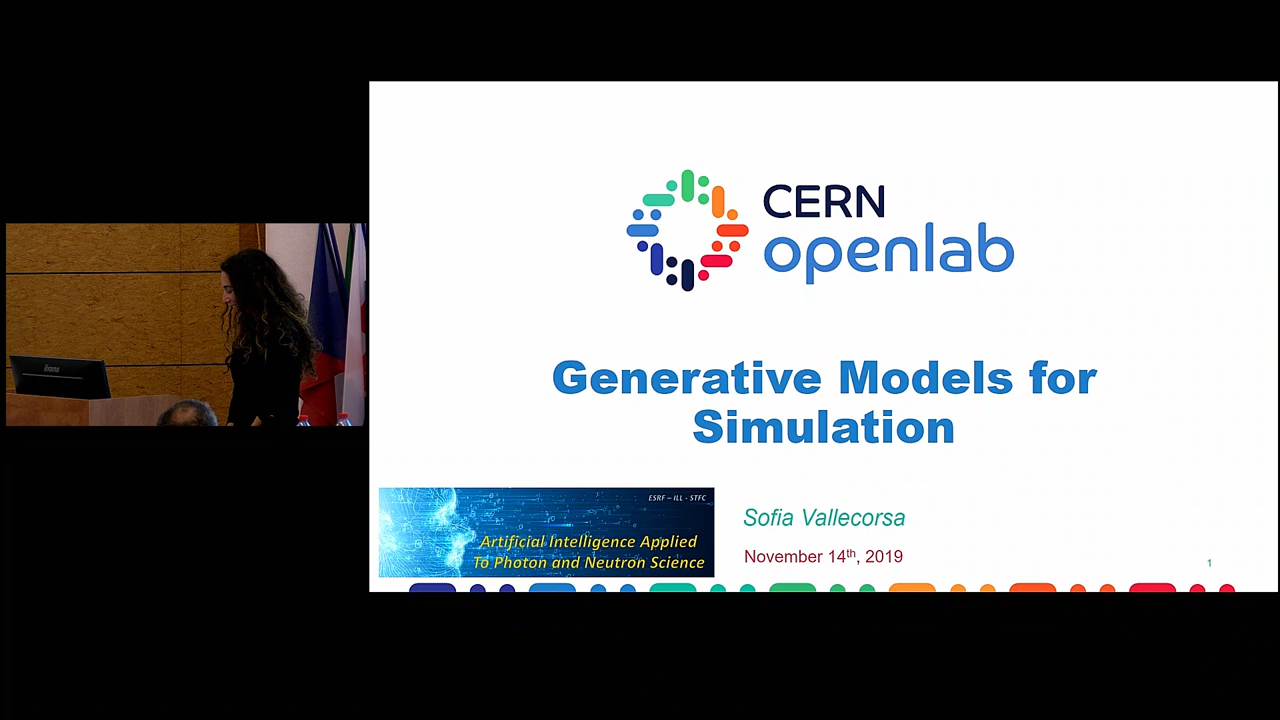 CERN
openlab
Generative Models for
Simulation
ESRF – ILL - STFC
Artificial Intelligence Applied
To Photon and Neutron Science
Sofia Vallecorsa
November 14th, 2019
1